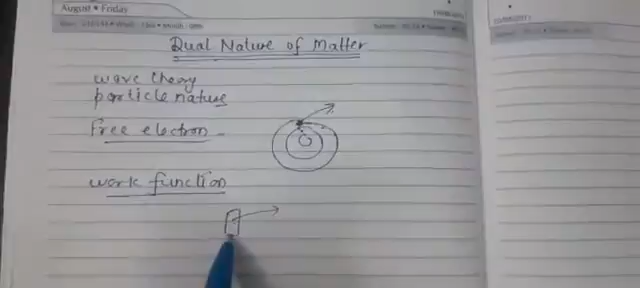 August • Friday
Dual Nature of Matter
wave theory
particle nature
Free electron -
work function